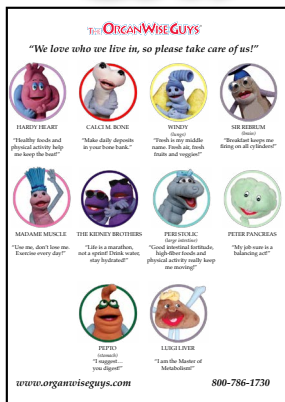 THE ORGANWISE GUYS
"We love who we live in, so please take care of us!"
HARDY HEART
"Healthy foods and
physical activity help
me keep the beat!"
CALCI M. BONE
"Make daily deposits
in your bone bank."
WINDY
(lungs)
"Fresh is my middle
name: Fresh air, fresh
fruits and veggies!"
SIR REBRUM
(brain)
"Breakfast keeps me
firing on all cylinders!"
MADAME MUSCLE
"Use me, don't lose me.
Exercise every day!"
THE KIDNEY BROTHERS
"Life is a marathon,
not a sprint! Drink water,
stay hydrated!"
PERI STOLIC
(large intestine)
"Good intestinal fortitude,
high-fiber foods and
physical activity really keep
me moving!"
PETER PANCREAS
"My job sure is a
balancing act!"
PEPTO
(stomach)
"I suggest…
you digest!"
LUIGI LIVER
"I am the Master of
Metabolism!"
www.organwiseguys.com
800-786-1730